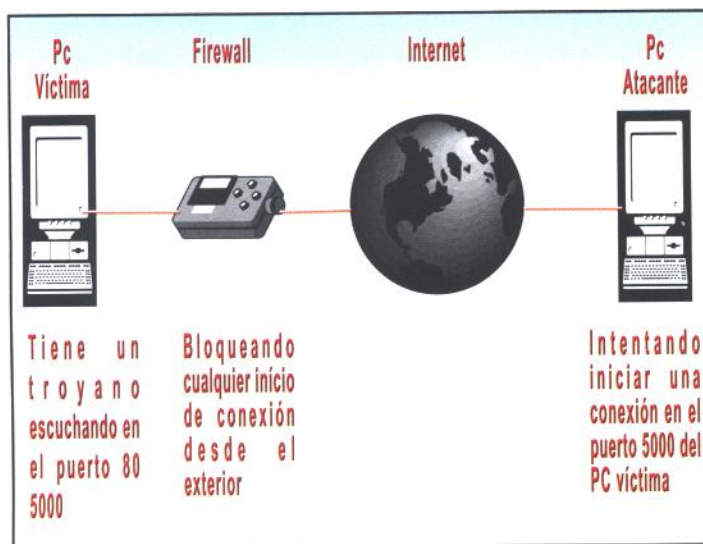 Pc
Víctima
Firewall
Internet
Pc
Atacante
Tiene un
troyano
escuchando en
el puerto 80
5000
Bloqueando
cualquier início
de conexión
desde el
exterior
Intentando
iniciar una
conexión en el
puerto 5000 del
PC víctima